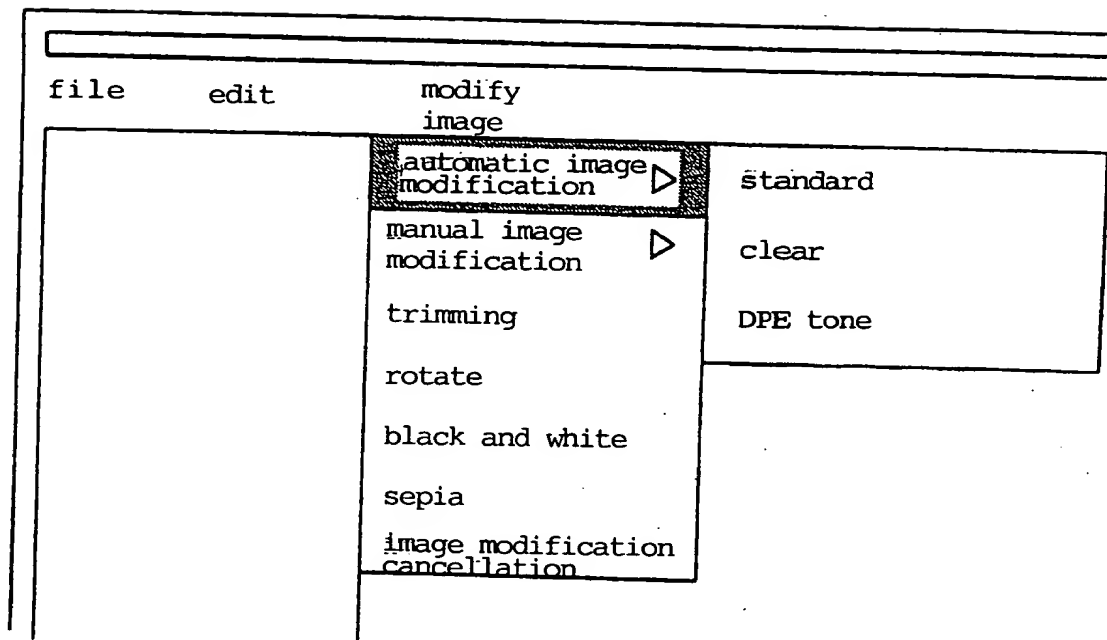 file edit modify
image
automatic image
modification
manual image
modification
trimming
rotate
black and white
sepia
image modification
cancellation
standard
clear
DPE tone